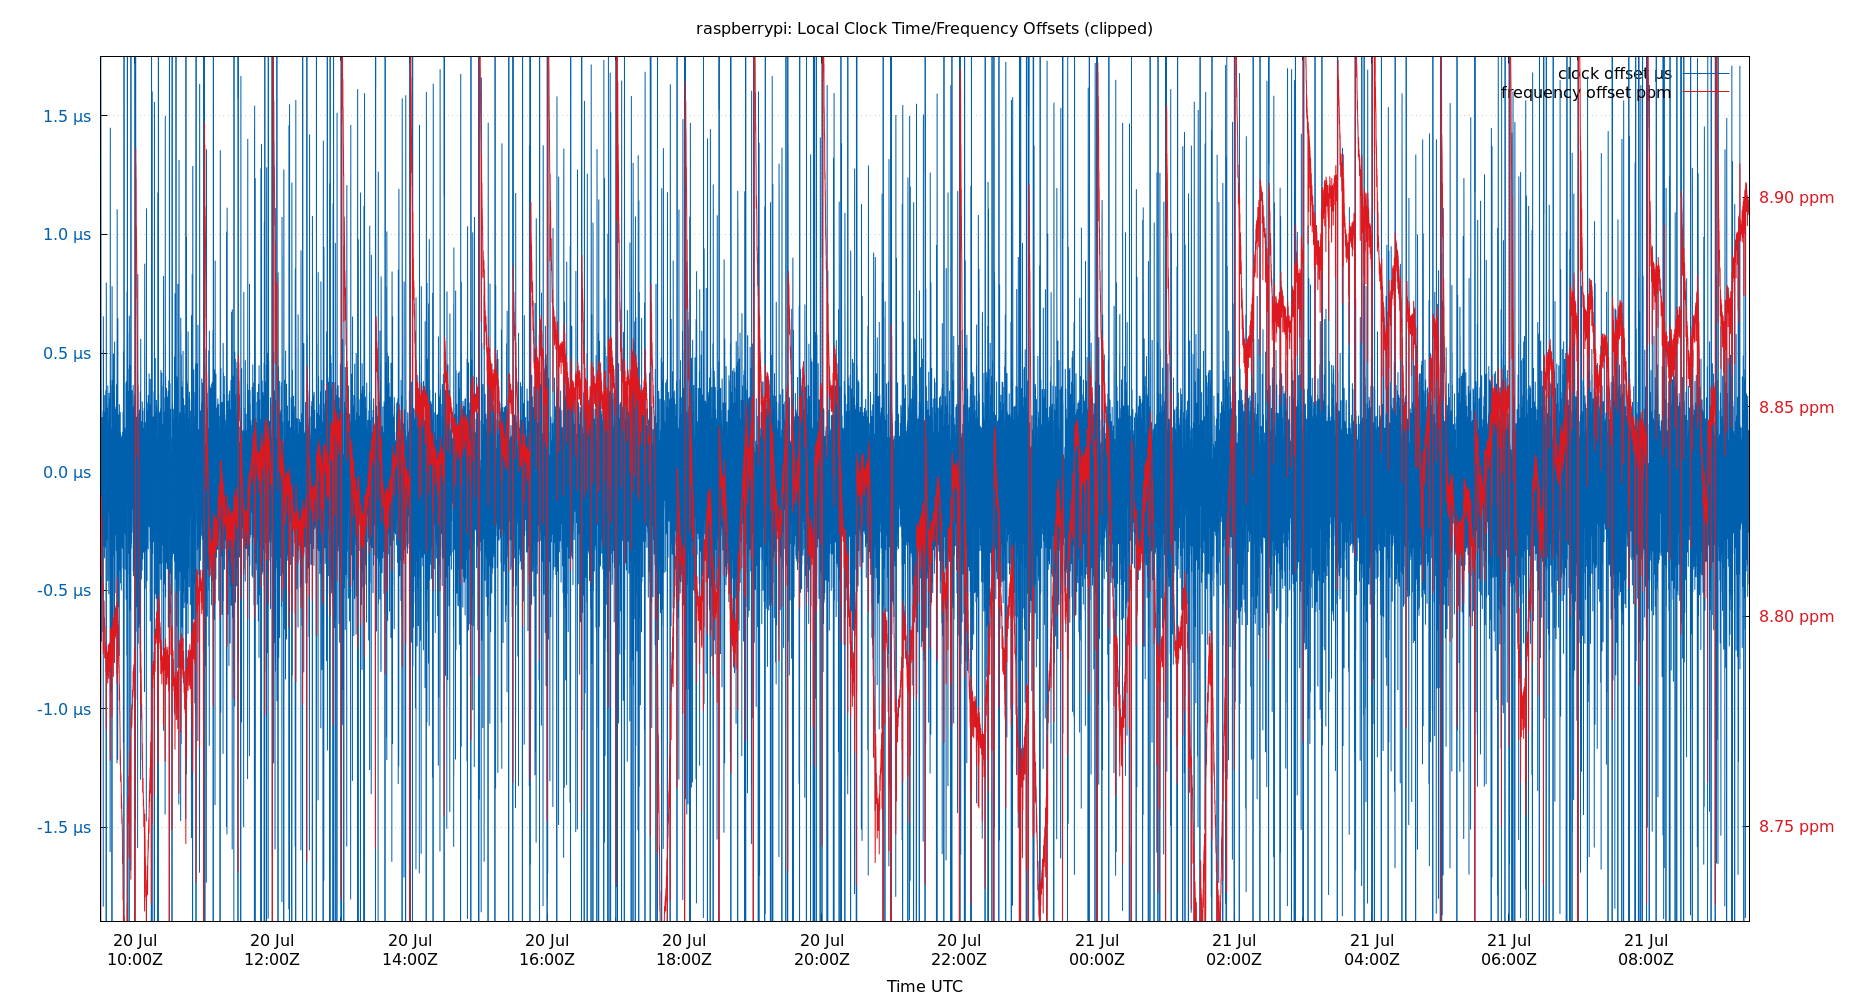 raspberrypi: Local Clock Time/Frequency Offsets (clipped)
clock offset µs
frequency offset ppm
1.5 µs
1.0 µs
0.5 µs
0.0 µs
-0.5 µs
-1.0 µs
-1.5 µs
8.90 ppm
8.85 ppm
8.80 ppm
8.75 ppm
20 Jul 20 Jul 20 Jul 20 Jul 20 Jul 20 Jul 20 Jul 21 Jul 21 Jul 21 Jul 21 Jul 21 Jul
10:00Z 12:00Z 14:00Z 16:00Z 18:00Z 20:00Z 22:00Z 00:00Z 02:00Z 04:00Z 06:00Z 08:00Z
Time UTC